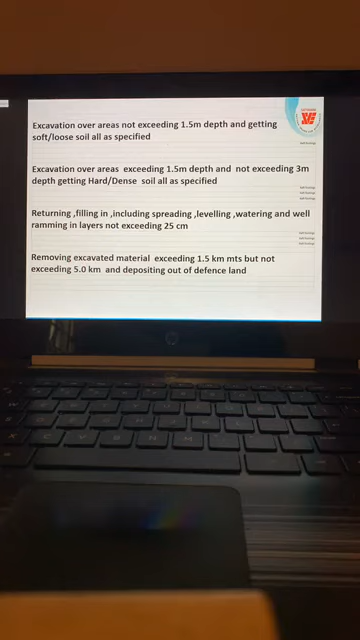 Excavation over areas not exceeding 1.5m depth and getting
soft/loose soil all as specified
Excavation over areas  exceeding 1.5m depth and  not exceeding 3m
depth getting Hard/Dense  soil all as specified
Returning ,filling in ,including spreading ,levelling ,watering and well
ramming in layers not exceeding 25 cm
Removing excavated material  exceeding 1.5 km mts but not
exceeding 5.0 km  and depositing out of defence land